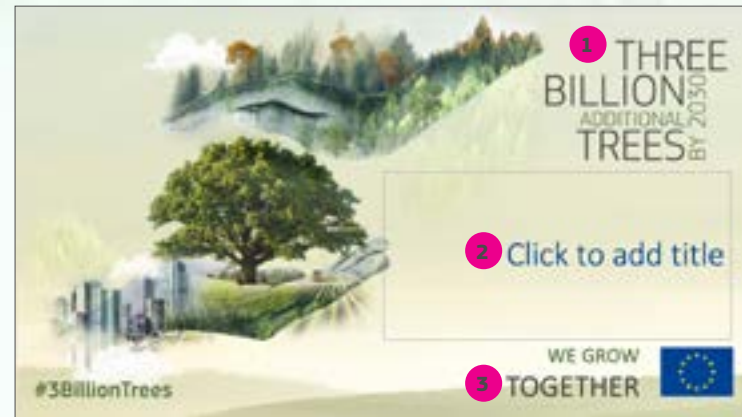 1 THREE
BILLION
ADDITIONAL
TREES
BY 2030
2 Click to add title
WE GROW
3 TOGETHER
#3BillionTrees